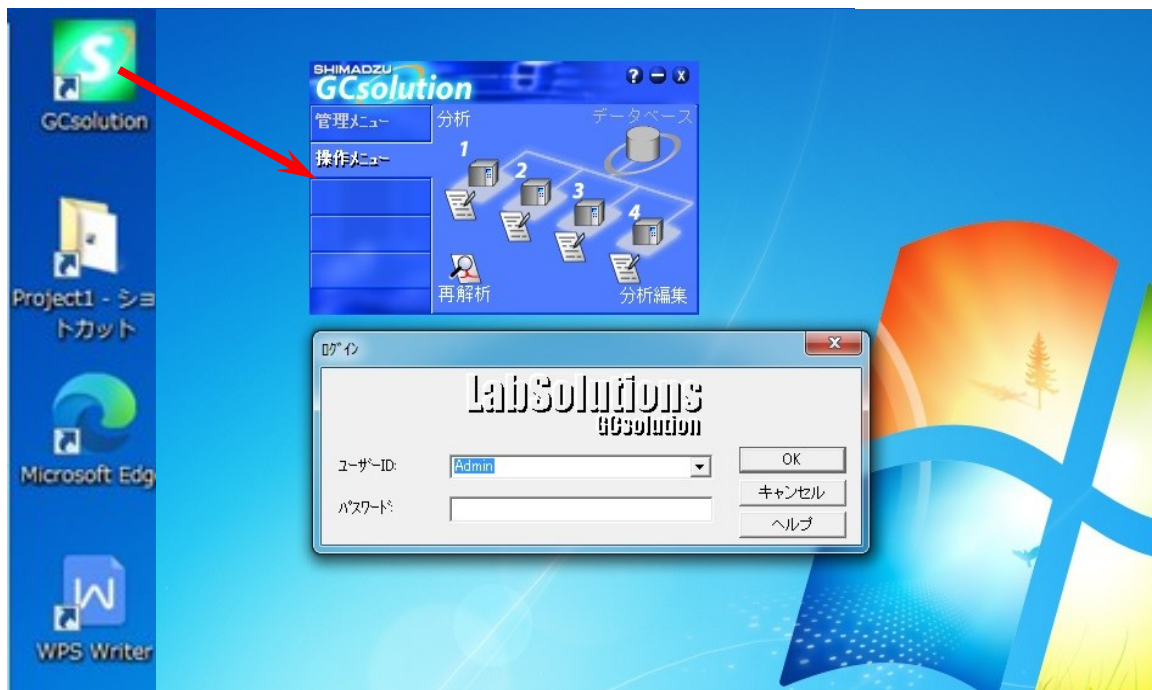 S
GCsolution
Project1 - ショ
トカット
Microsoft Edg
WPS Writer
SHIMADZU
GCsolution
? - x
管理ﾒﾆｭｰ
操作ﾒﾆｭｰ
分析
データベース
1
2
3
4
再解析
分析編集
ﾛｸﾞｲﾝ
LabSolutions
GCsolution
ﾕｰｻﾞｰID:
Admin
ﾊﾟｽﾜｰﾄﾞ:
OK
キャンセル
ヘルプ